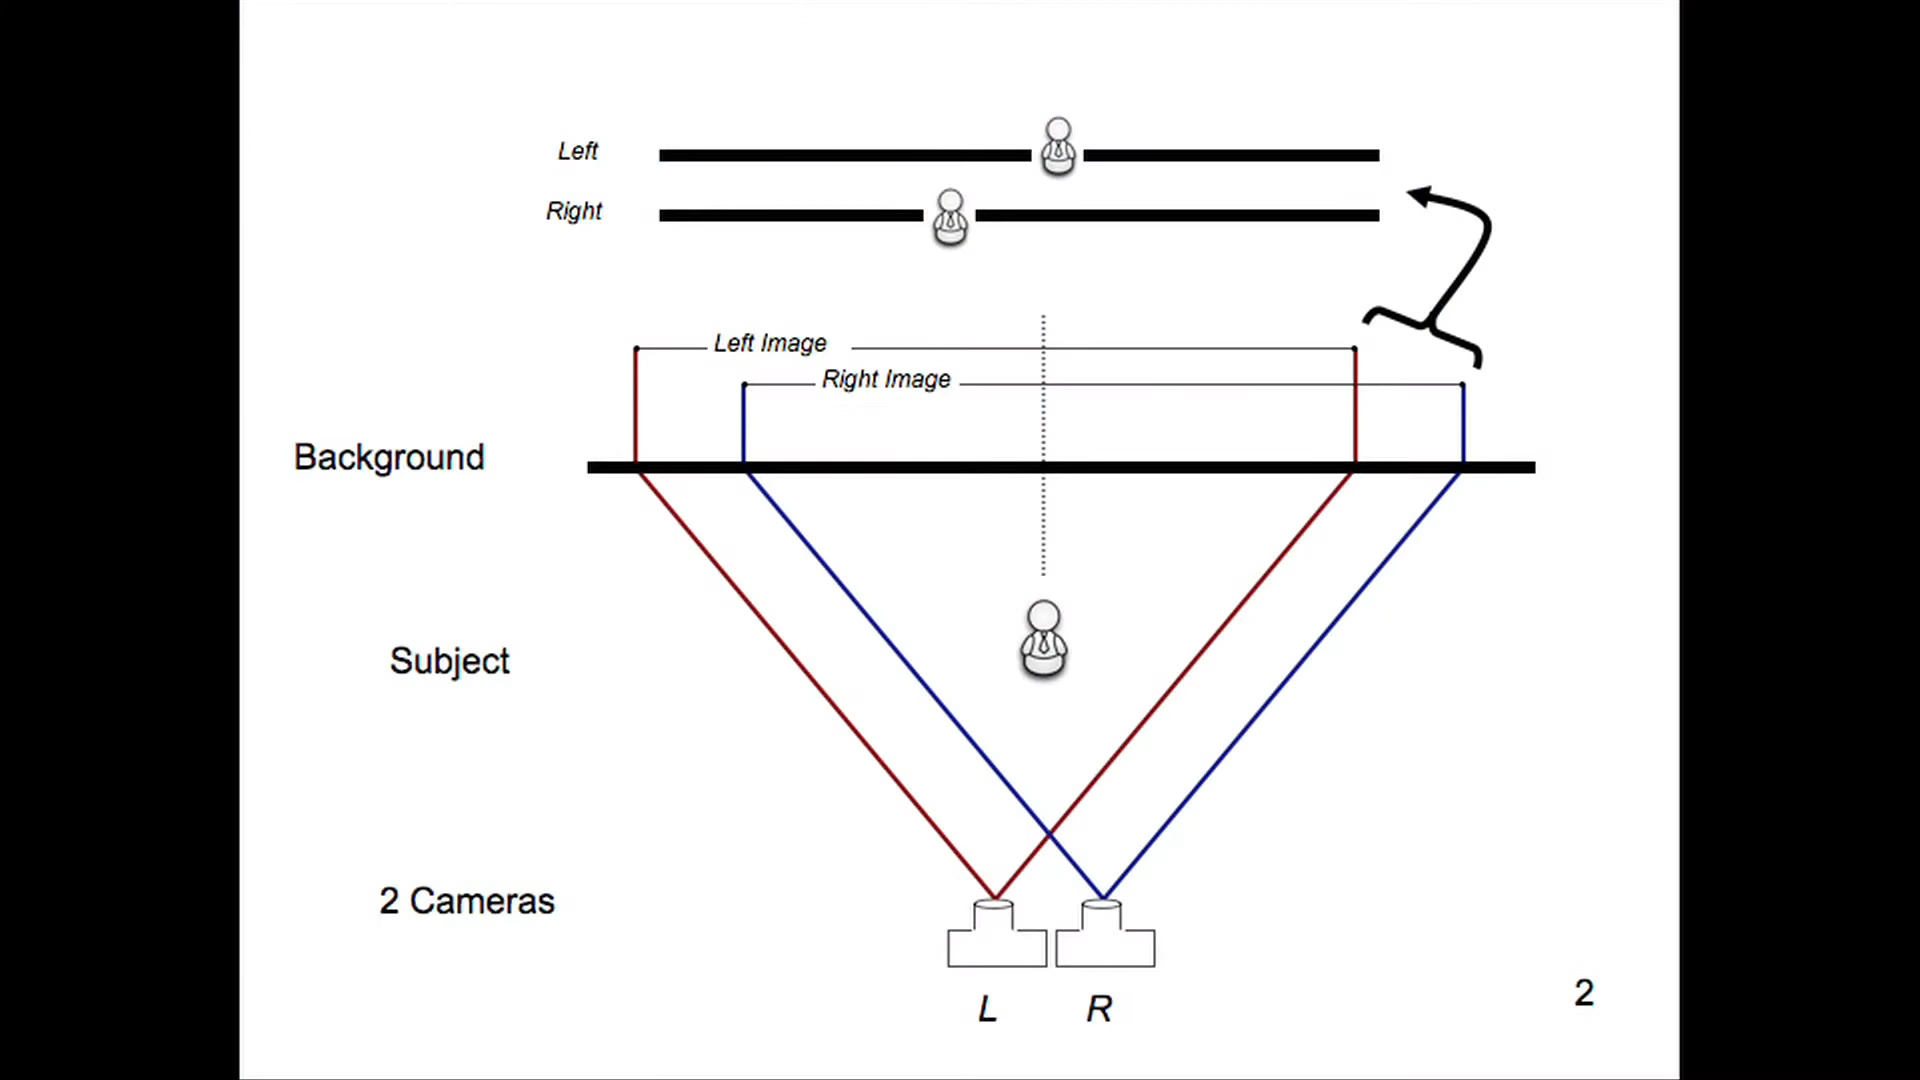 Left
Right
Left Image
Right Image
Background
Subject
2 Cameras
L R
2